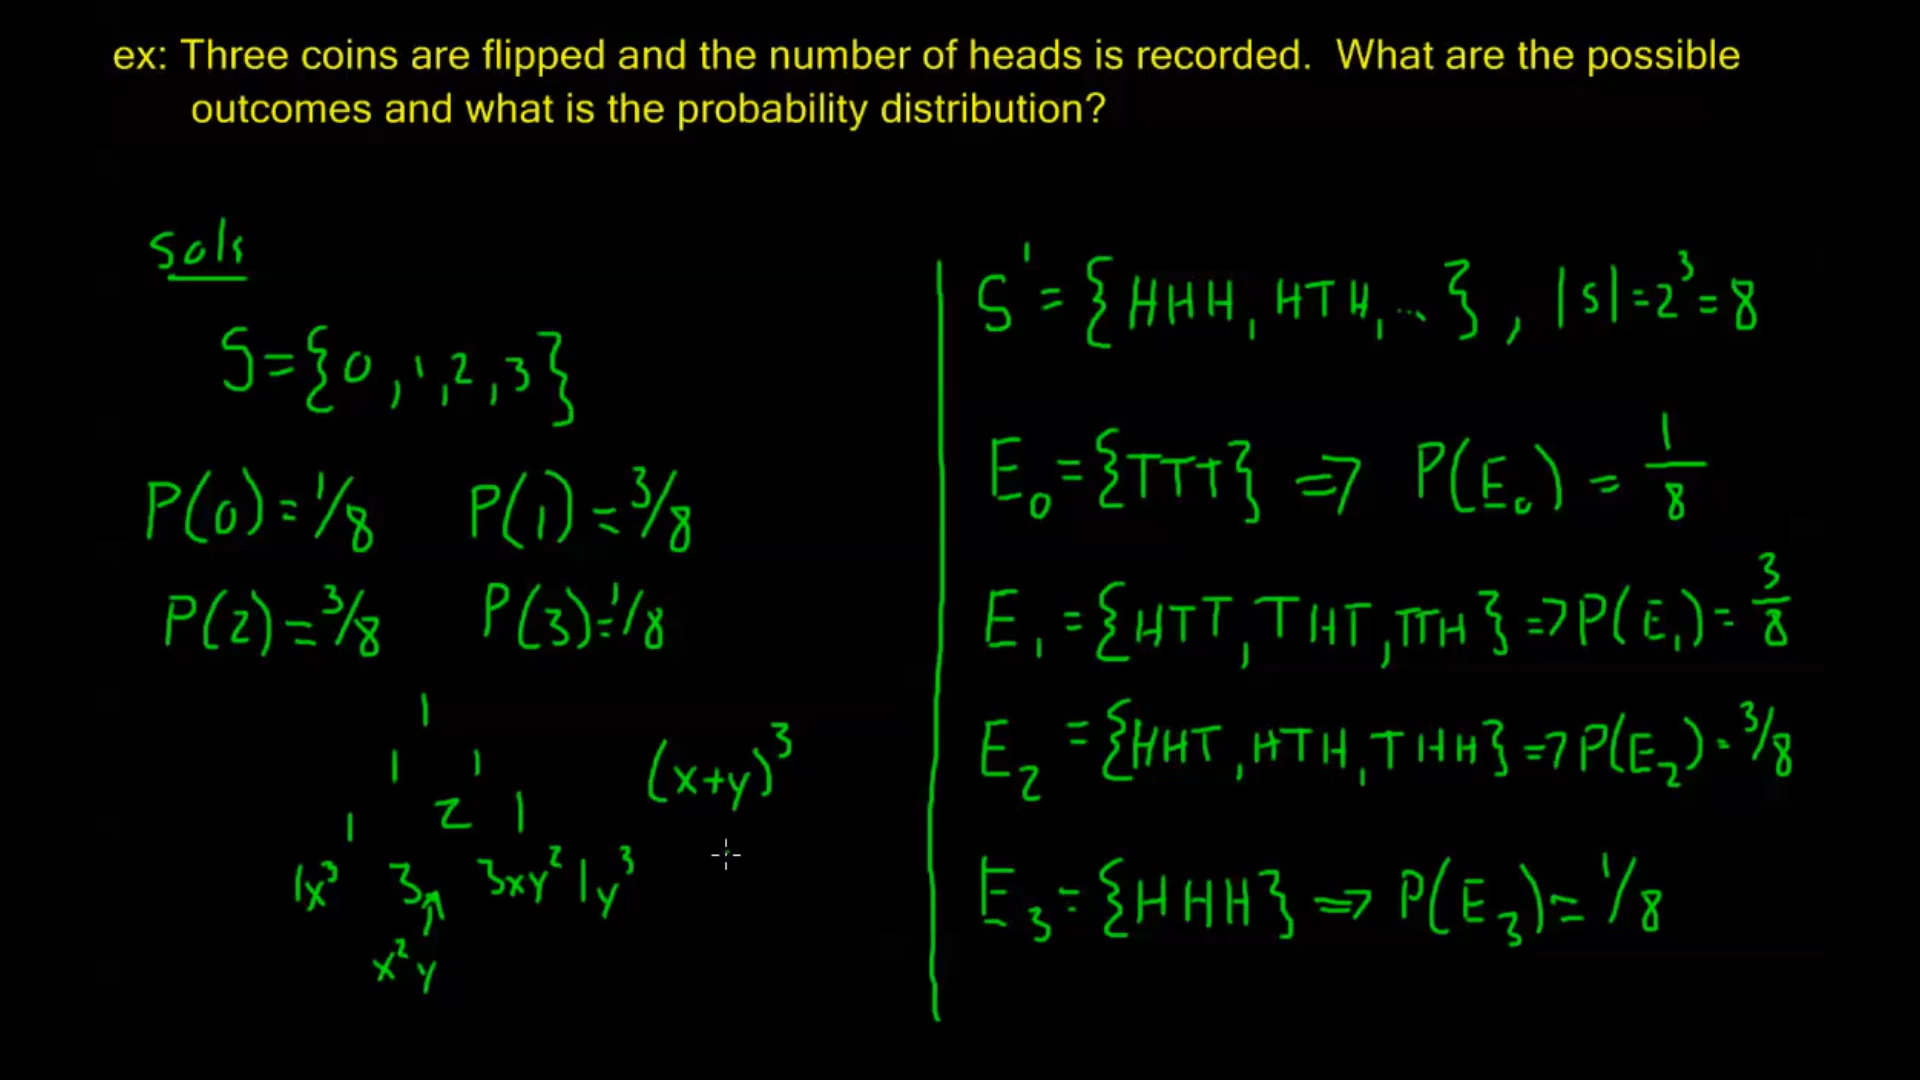 ex: Three coins are flipped and the number of heads is recorded. What are the possible
outcomes and what is the probability distribution?
Soln
S={0,1,2,3}
P(0)=1/8 P(1)=3/8
P(2)=3/8 P(3)=1/8
1
1 1
1 2 1
1x³ 3 3xy² 1y³
x²y
(x+y)³
S'={HHH,HTH,...}, |S|=2³=8
E₀={TTT} => P(E₀)=1/8
E₁={HTT,THT,TTH} => P(E₁)=3/8
E₂={HHT,HTH,THH} => P(E₂)=3/8
E₃={HHH} => P(E₃)=1/8